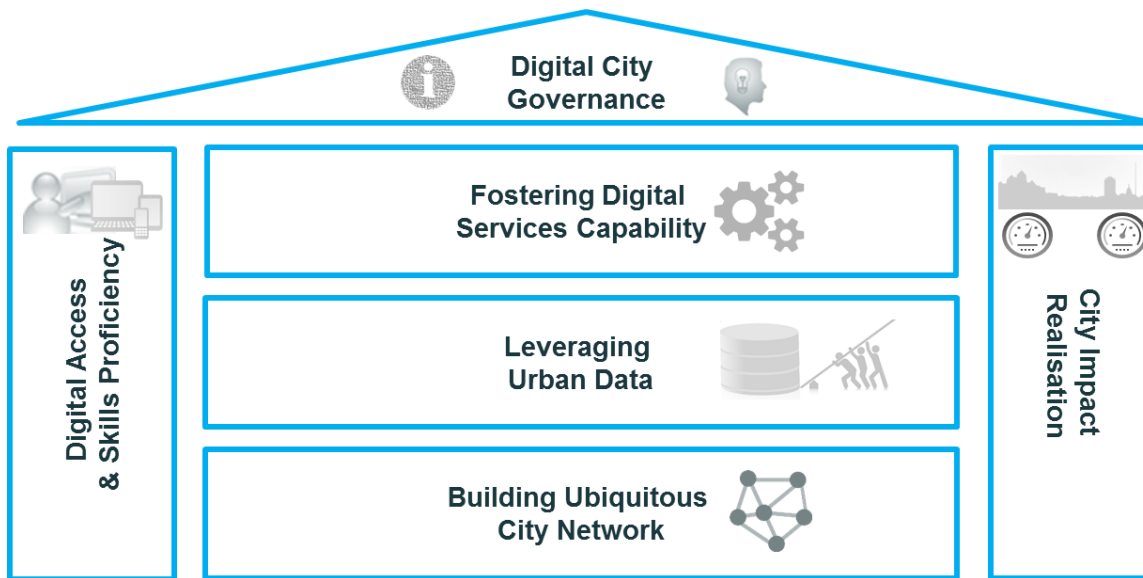 Digital City
Governance
Digital Access
& Skills Proficiency
Fostering Digital
Services Capability
Leveraging
Urban Data
Building Ubiquitous
City Network
City Impact
Realisation